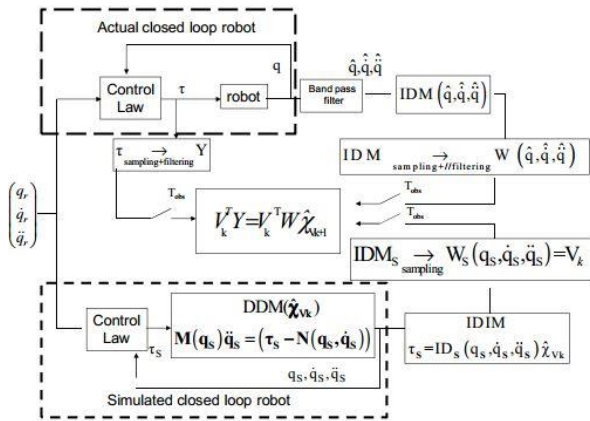 Actual closed loop robot
q
Control Law
τ
robot
Band pass filter
q̂, q̂̇, q̂̈
IDM (q̂, q̂̇, q̂̈)
τ → Y
sampling+filtering
IDM → W (q̂, q̂̇, q̂̈)
sampling+//filtering
(q_r
q̇_r
q̈_r)
T_obs
T_obs
T_obs
V_k^T Y=V_k^T W χ̂_Vk+1
IDM_S → W_S (q_S, q̇_S, q̈_S)=V_k
sampling
Control Law
τ_S
DDM(χ̂_Vk)
M(q_S) q̈_S = (τ_S − N(q_S, q̇_S))
q_S, q̇_S, q̈_S
IDIM
τ_S=ID_S (q_S, q̇_S, q̈_S) χ̂_Vk
Simulated closed loop robot